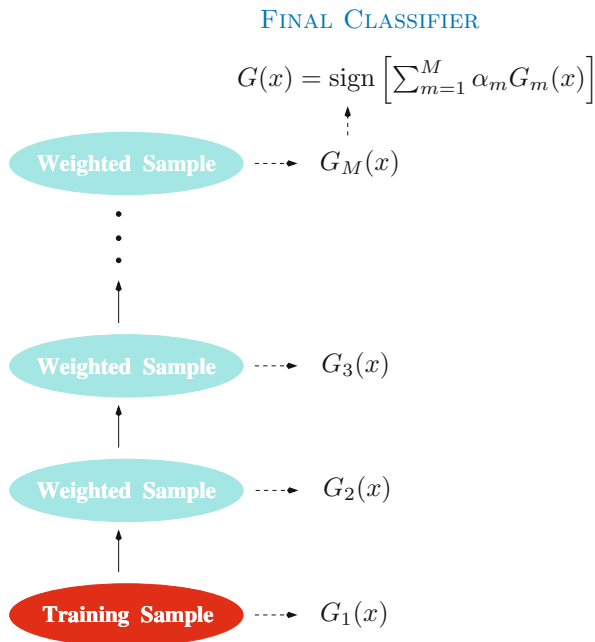 FINAL CLASSIFIER
G(x) = sign [∑_{m=1}^{M} α_m G_m(x)]
Weighted Sample G_M(x)
Weighted Sample G_3(x)
Weighted Sample G_2(x)
Training Sample G_1(x)